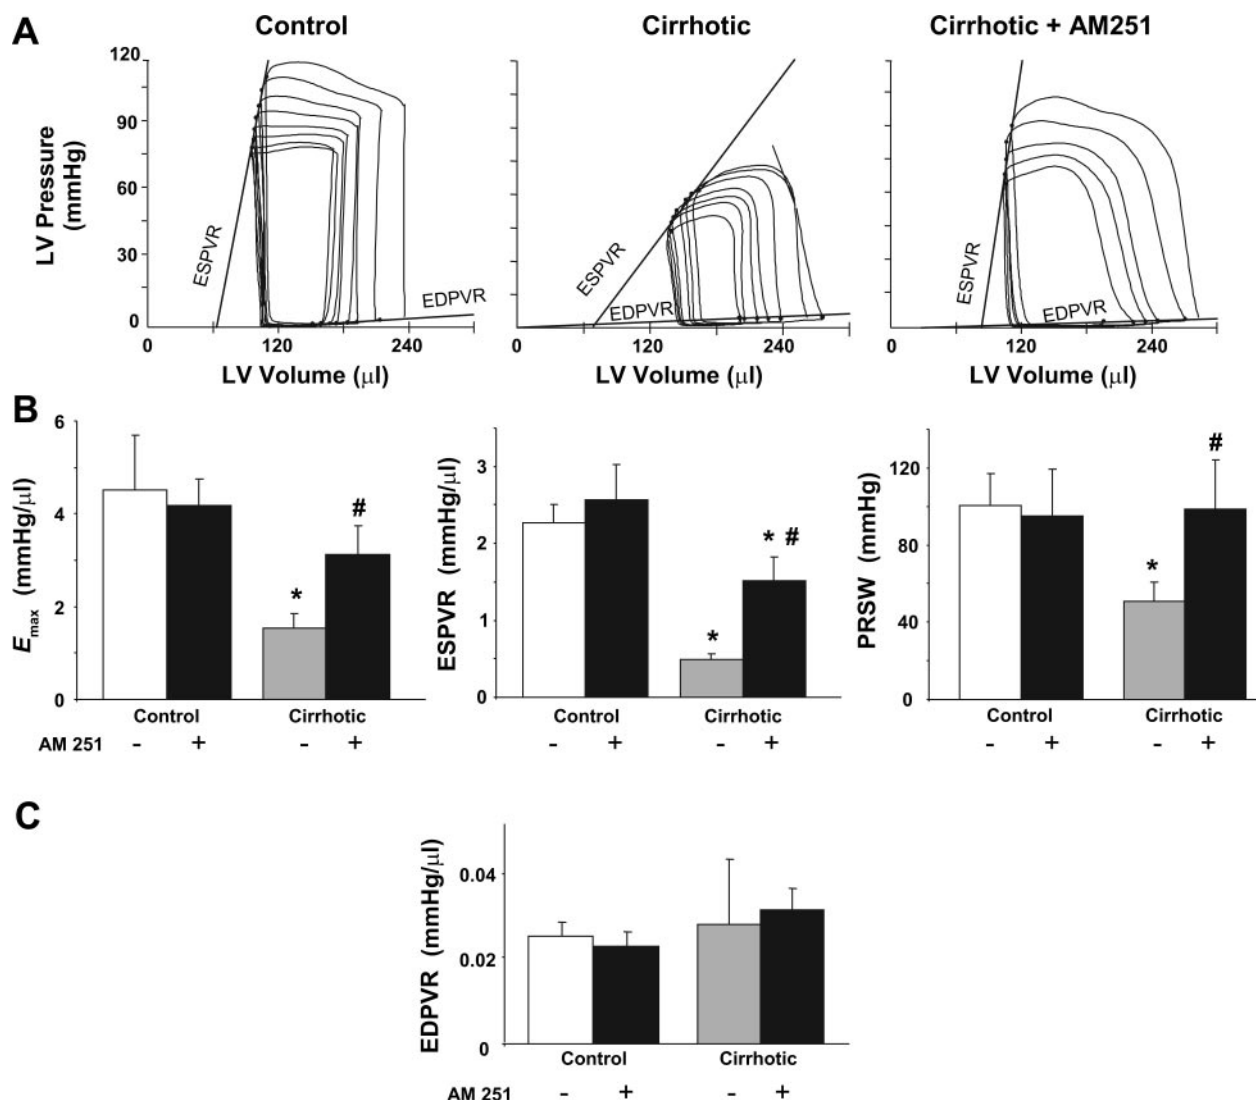 A
Control
Cirrhotic
Cirrhotic + AM251
LV Pressure
(mmHg)
120
90
60
30
0
ESPVR
EDPVR
0
120
240
LV Volume (μl)
ESPVR
EDPVR
0
120
240
LV Volume (μl)
ESPVR
EDPVR
0
120
240
LV Volume (μl)
B
Emax (mmHg/μl)
6
4
2
0
*
#
Control
Cirrhotic
AM 251
-
+
-
+
ESPVR (mmHg/μl)
3
2
1
0
*
* #
Control
Cirrhotic
-
+
-
+
PRSW (mmHg)
120
80
40
0
*
#
Control
Cirrhotic
-
+
-
+
C
EDPVR (mmHg/μl)
0.04
0.02
0
Control
Cirrhotic
AM 251
-
+
-
+